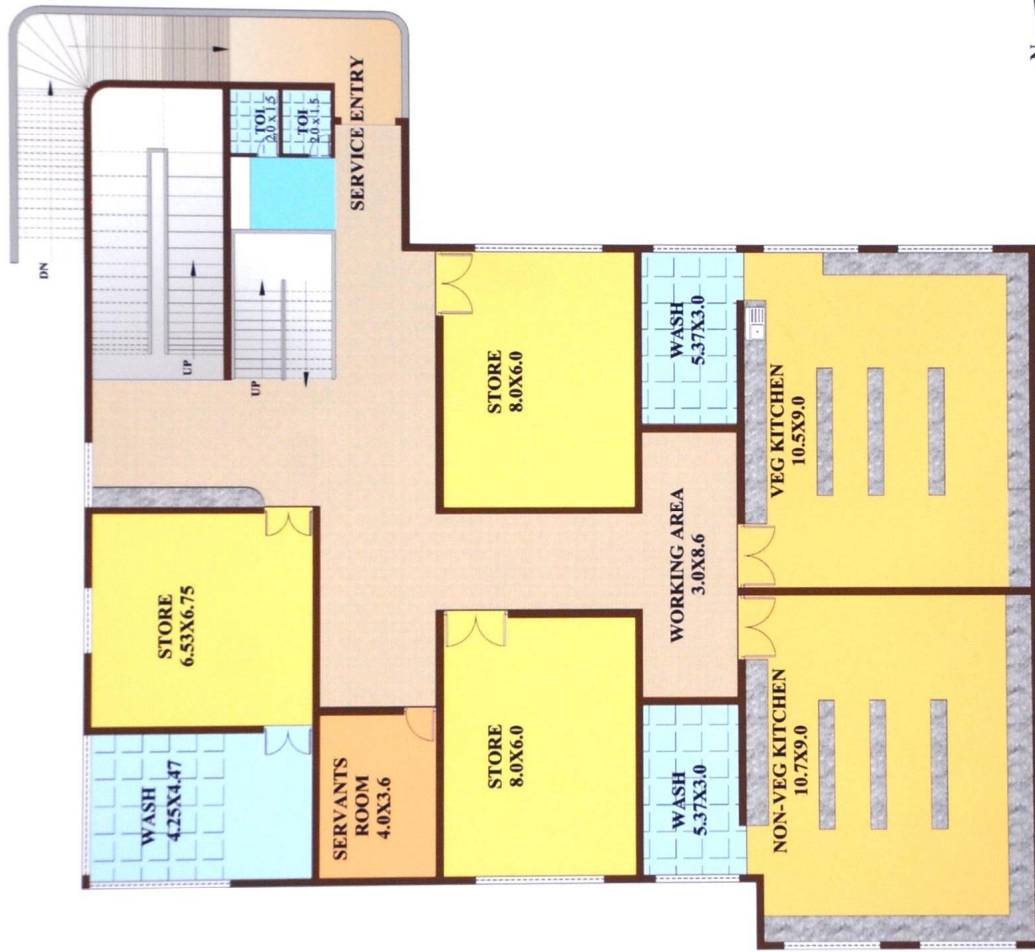 DN
UP
UP
TOI
2.0 x 1.5
TOI
2.0 x 1.5
SERVICE ENTRY
STORE
6.53X6.75
WASH
4.25X4.47
SERVANTS
ROOM
4.0X3.6
STORE
8.0X6.0
STORE
8.0X6.0
WASH
5.37X3.0
WORKING AREA
3.0X8.6
WASH
5.37X3.0
VEG KITCHEN
10.5X9.0
NON-VEG KITCHEN
10.7X9.0
N